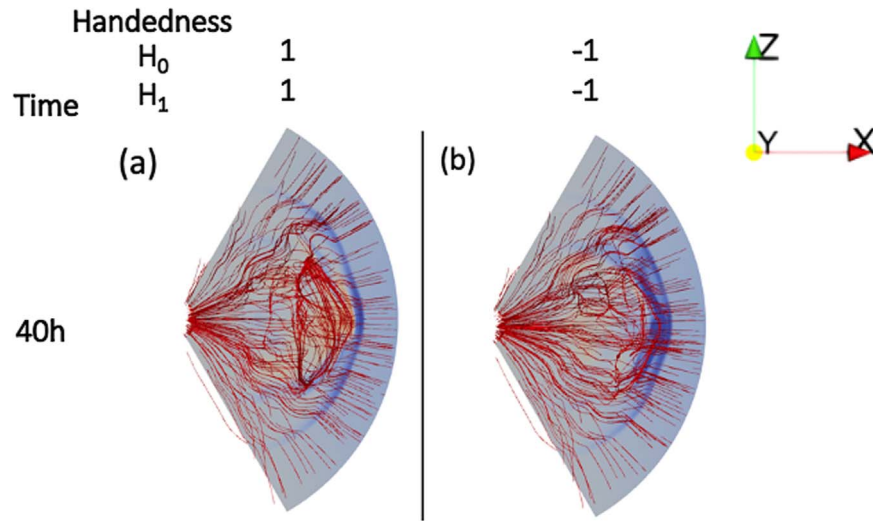 Handedness
H₀ 1 -1
H₁ 1 -1
Time
(a) (b)
40h
Z
Y X